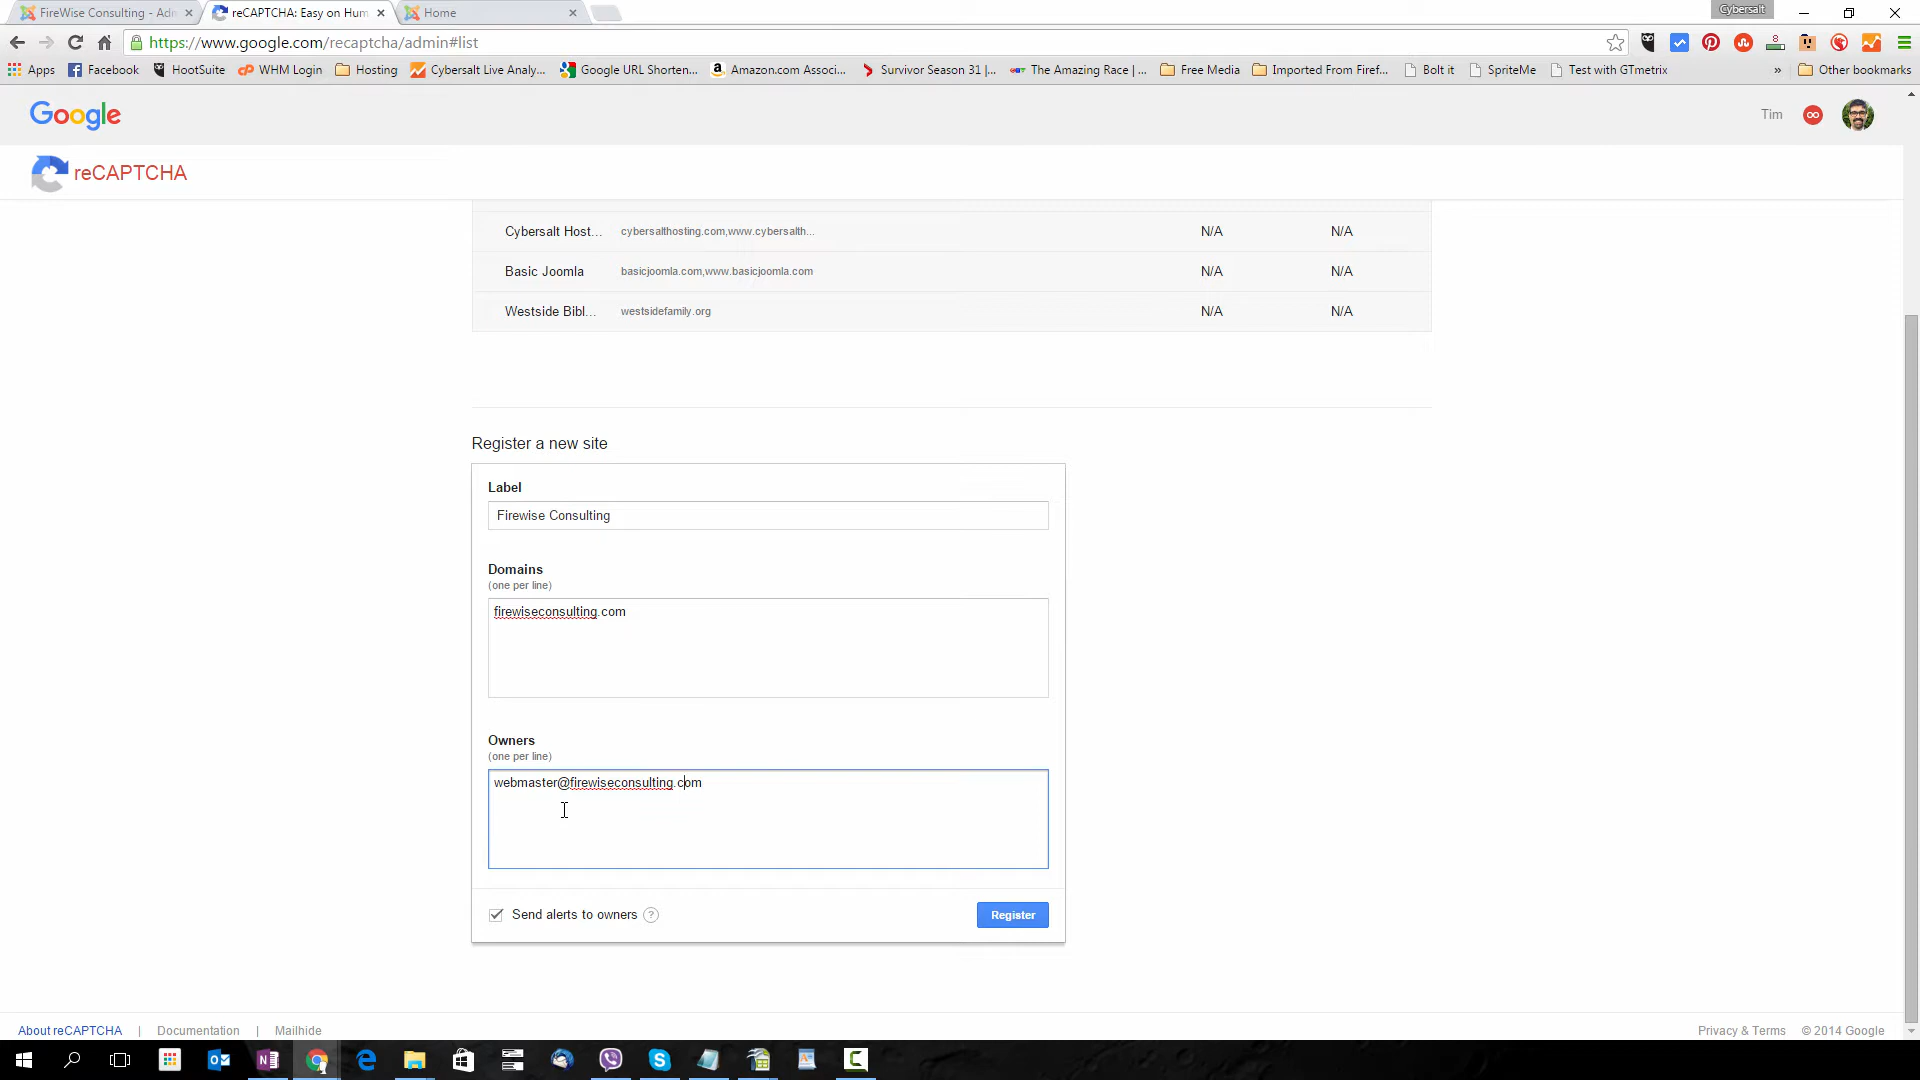 FireWise Consulting - Adm
reCAPTCHA: Easy on Hum
Home
Cybersalt
https://www.google.com/recaptcha/admin#list
8
Apps
Facebook
HootSuite
WHM Login
Hosting
Cybersalt Live Analy...
Google URL Shorten...
Amazon.com Associ...
Survivor Season 31 |...
The Amazing Race | ...
Free Media
Imported From Firef...
Bolt it
SpriteMe
Test with GTmetrix
»
Other bookmarks
Google
Tim
reCAPTCHA
Cybersalt Host... cybersalthosting.com,www.cybersalth... N/A N/A
Basic Joomla basicjoomla.com,www.basicjoomla.com N/A N/A
Westside Bibl... westsidefamily.org N/A N/A
Register a new site
Label
Firewise Consulting
Domains
(one per line)
firewiseconsulting.com
Owners
(one per line)
webmaster@firewiseconsulting.com
Send alerts to owners ?
Register
About reCAPTCHA | Documentation | Mailhide
Privacy & Terms © 2014 Google